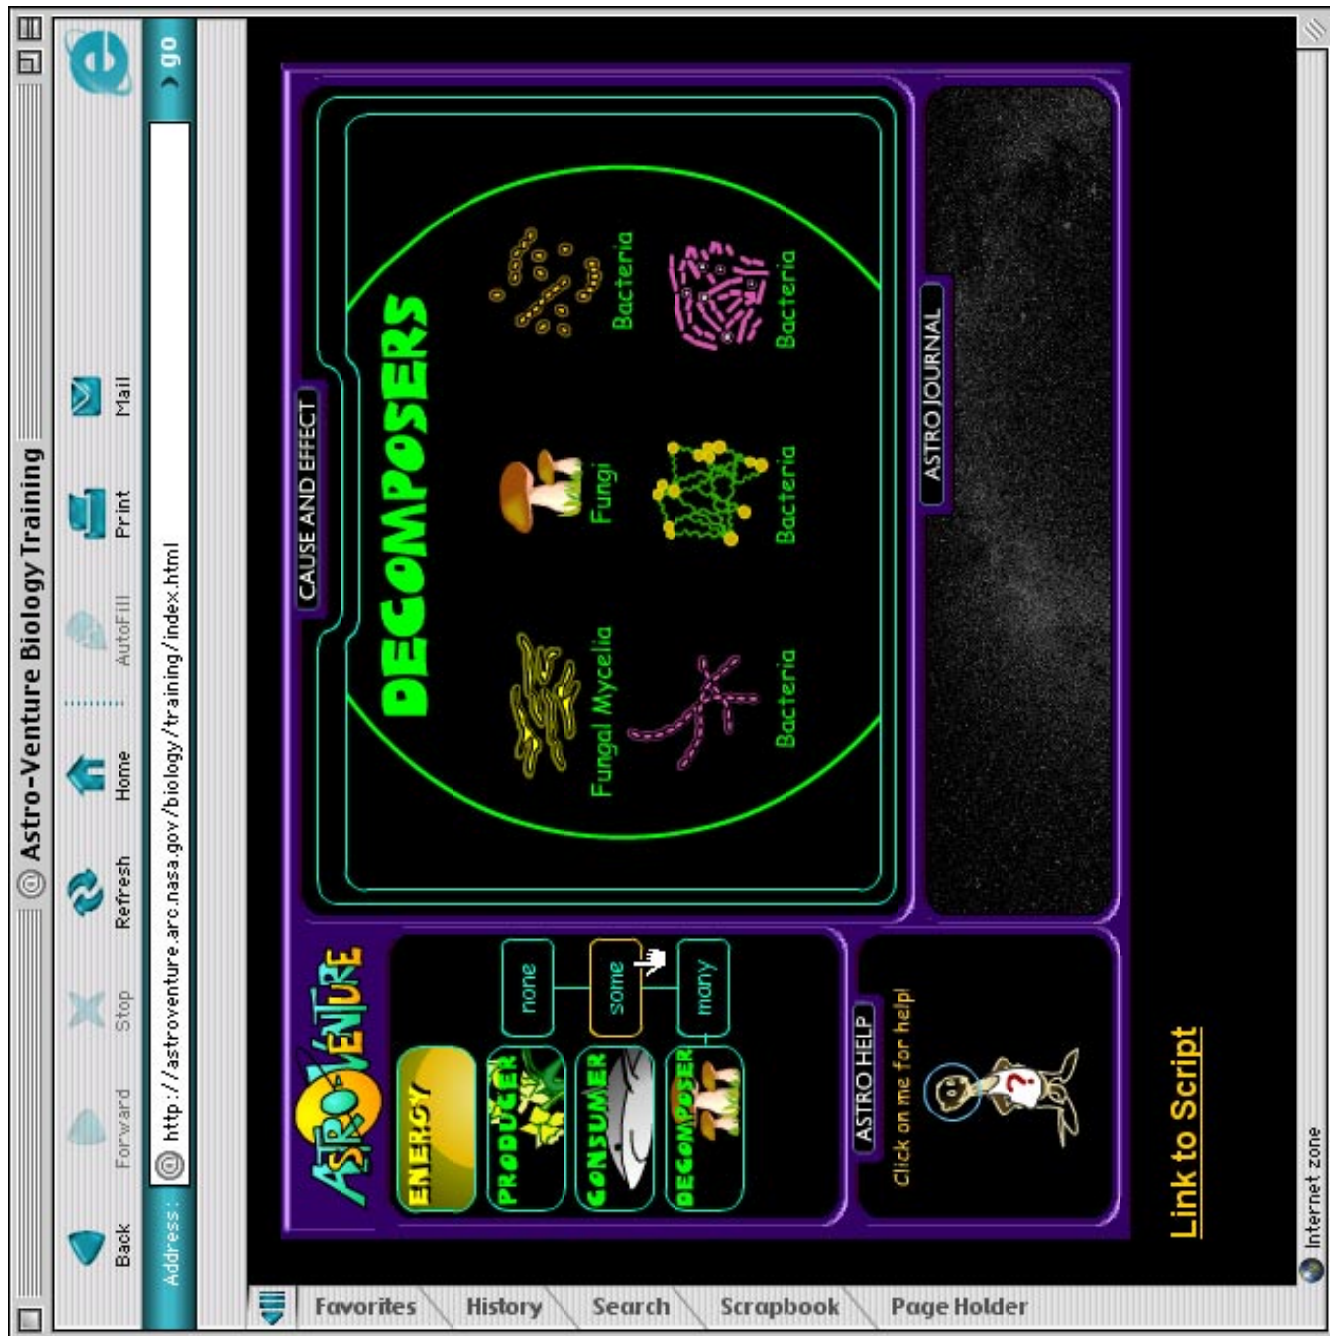 Astro-Venture Biology Training
Back Forward Stop Refresh Home AutoFill Print Mail
Address: http://astroventure.arc.nasa.gov/biology/training/index.html go
Favorites
History
Search
Scrapbook
Page Holder
ASTRO-VENTURE
ENERGY
PRODUCER
CONSUMER
DECOMPOSER
none
some
many
ASTRO HELP
Click on me for help!
?
CAUSE AND EFFECT
DECOMPOSERS
Fungal Mycelia Fungi Bacteria
Bacteria Bacteria Bacteria
ASTRO JOURNAL
Link to Script
Internet zone